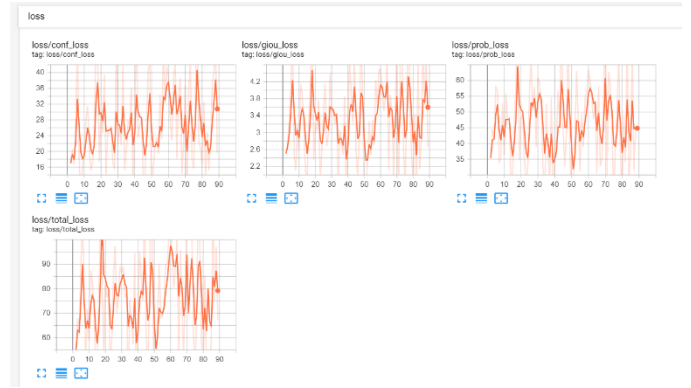 loss
loss/conf_loss
tag: loss/conf_loss
40
36
32
28
24
20
16
0 10 20 30 40 50 60 70 80 90
loss/giou_loss
tag: loss/giou_loss
4.2
3.8
3.4
3
2.6
2.2
0 10 20 30 40 50 60 70 80 90
loss/prob_loss
tag: loss/prob_loss
60
55
50
45
40
35
0 10 20 30 40 50 60 70 80 90
loss/total_loss
tag: loss/total_loss
90
80
70
60
0 10 20 30 40 50 60 70 80 90